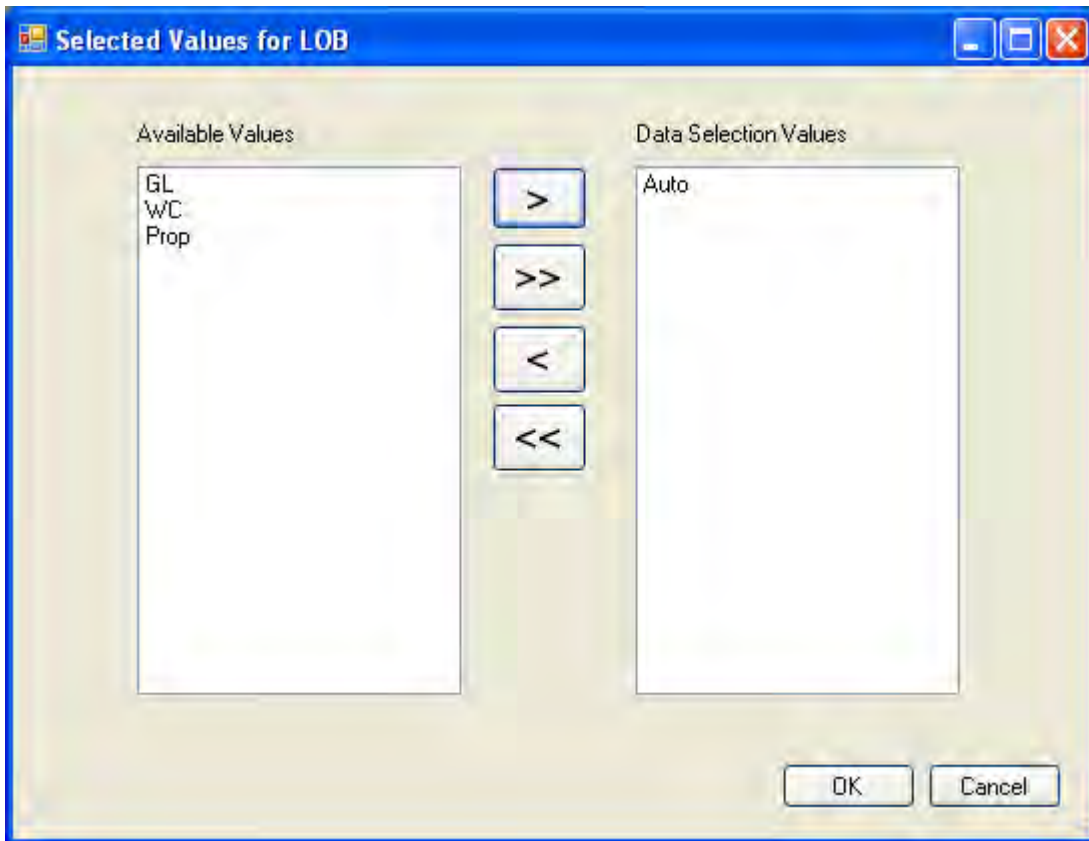 Selected Values for LOB
Available Values
GL
WC
Prop
>
>>
<
<<
Data Selection Values
Auto
OK
Cancel